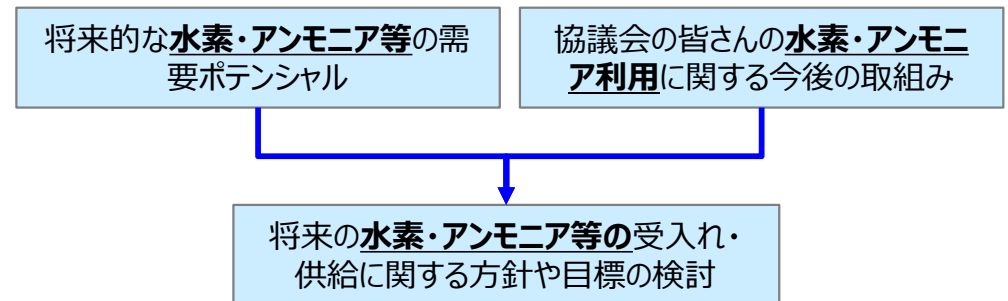 将来的な水素・アンモニア等の需
要ポテンシャル
協議会の皆さんの水素・アンモニ
ア利用に関する今後の取組み
将来の水素・アンモニア等の受入れ・
供給に関する方針や目標の検討